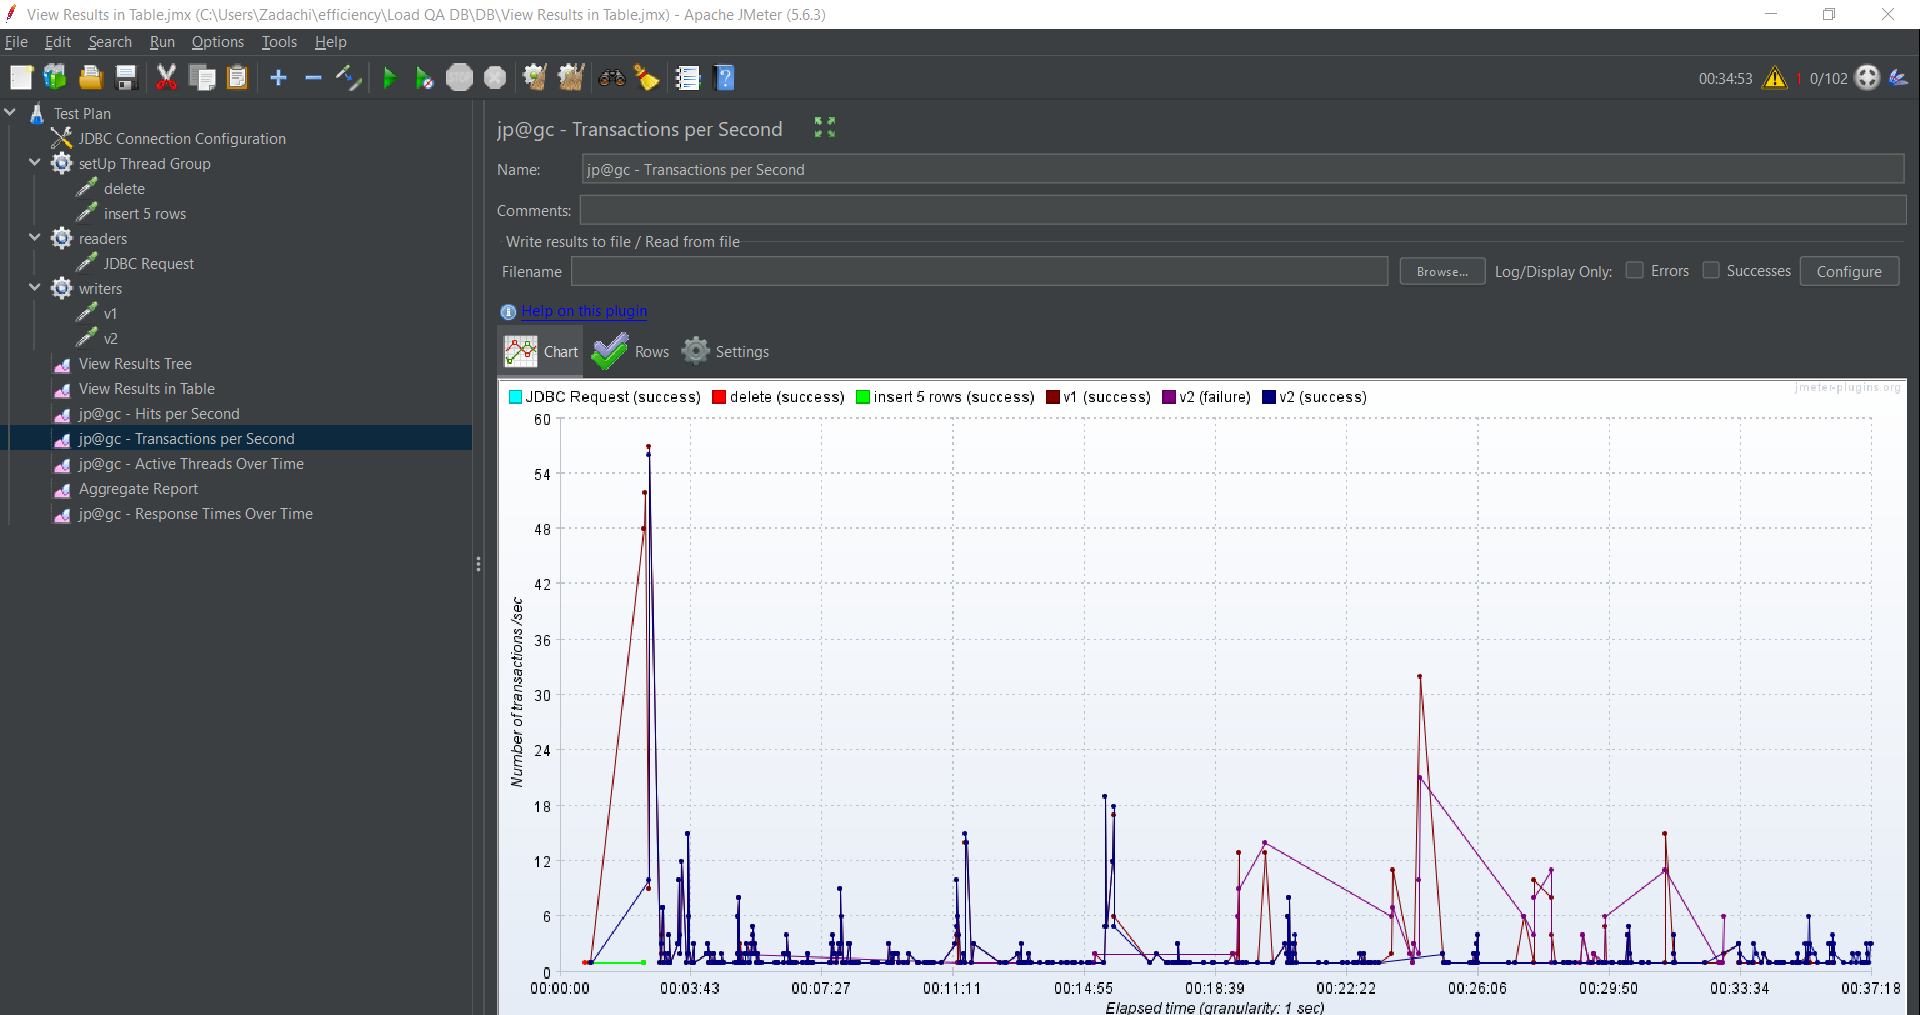 View Results in Table.jmx (C:\Users\Zadachi\efficiency\Load QA DB\DB\View Results in Table.jmx) - Apache JMeter (5.6.3)
File Edit Search Run Options Tools Help
00:34:53 1 0/102
Test Plan
JDBC Connection Configuration
setUp Thread Group
delete
insert 5 rows
readers
JDBC Request
writers
v1
v2
View Results Tree
View Results in Table
jp@gc - Hits per Second
jp@gc - Transactions per Second
jp@gc - Active Threads Over Time
Aggregate Report
jp@gc - Response Times Over Time
jp@gc - Transactions per Second
Name: jp@gc - Transactions per Second
Comments:
Write results to file / Read from file
Filename Browse... Log/Display Only: Errors Successes Configure
Help on this plugin
Chart Rows Settings
jmeter-plugins.org
JDBC Request (success) delete (success) insert 5 rows (success) v1 (success) v2 (failure) v2 (success)
60
54
48
42
36
30
24
18
12
6
0
Number of transactions /sec
00:00:00 00:03:43 00:07:27 00:11:11 00:14:55 00:18:39 00:22:22 00:26:06 00:29:50 00:33:34 00:37:18
Elapsed time (granularity: 1 sec)